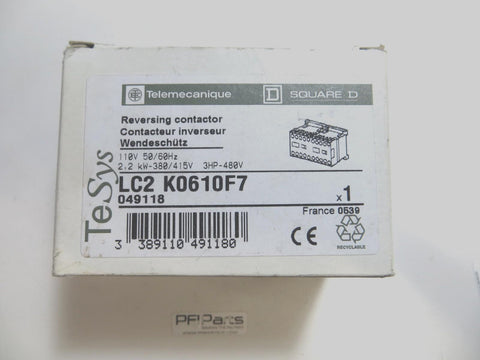 Telemecanique
SQUARE D
Reversing contactor
Contacteur inverseur
Wendeschütz
110V 50/60Hz
2.2 kW-380/415V 3HP-480V
LC2 K0610F7
049118
x1
France 0539
TeSys
3 389110 491180
CE
RECYCLABLE
PFI Parts